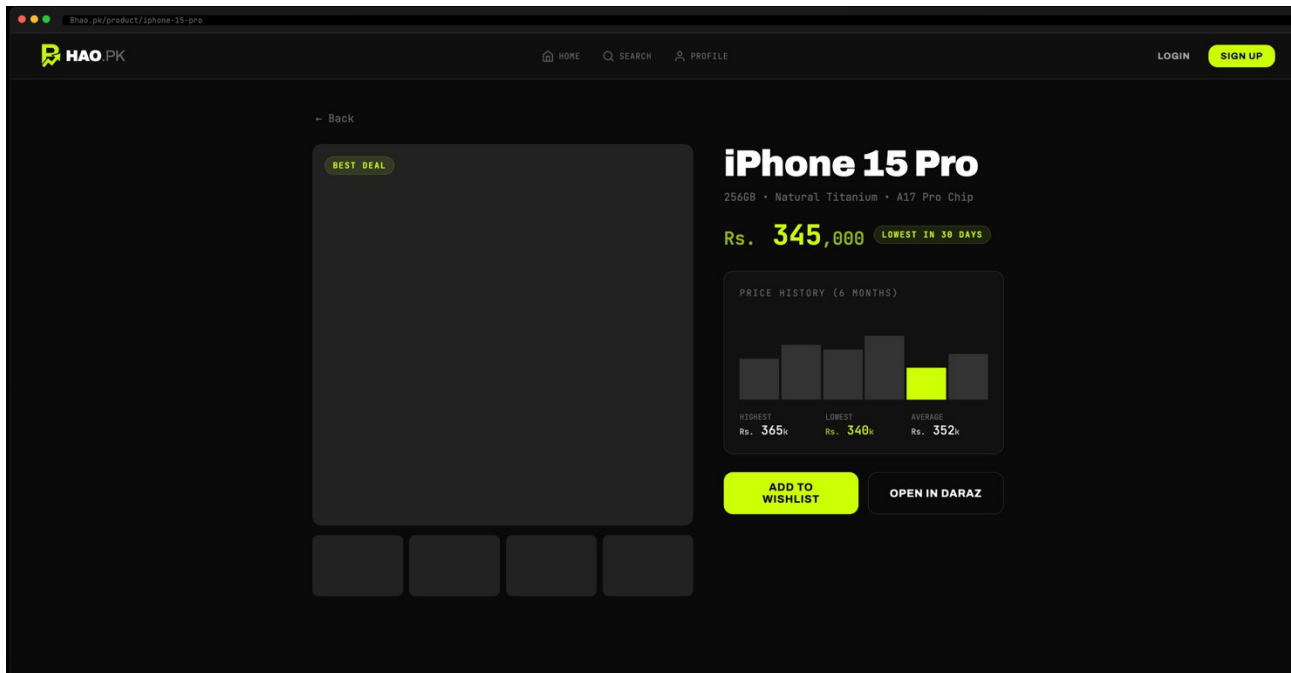 Bhao.pk/product/iphone-15-pro
HAO.PK
HOME SEARCH PROFILE
LOGIN SIGN UP
← Back
BEST DEAL
iPhone 15 Pro
256GB • Natural Titanium • A17 Pro Chip
Rs. 345,000 LOWEST IN 30 DAYS
PRICE HISTORY (6 MONTHS)
HIGHEST LOWEST AVERAGE
Rs. 365k Rs. 340k Rs. 352k
ADD TO
WISHLIST
OPEN IN DARAZ